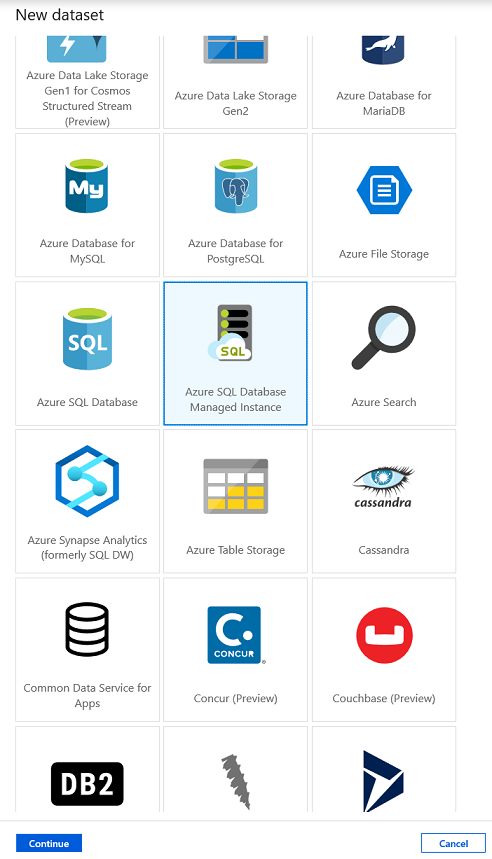 New dataset
Azure Data Lake Storage
Gen1 for Cosmos
Structured Stream
(Preview)
Azure Data Lake Storage
Gen2
Azure Database for
MariaDB
My
Azure Database for
MySQL
Azure Database for
PostgreSQL
Azure File Storage
SQL
Azure SQL Database
SQL
Azure SQL Database
Managed Instance
Azure Search
Azure Synapse Analytics
(formerly SQL DW)
Azure Table Storage
cassandra
Cassandra
Common Data Service for
Apps
C.
CONCUR
®
Concur (Preview)
Couchbase (Preview)
DB2
Continue
Cancel